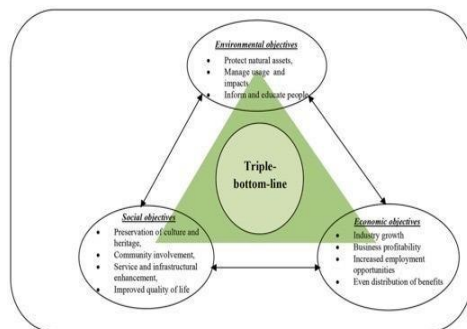 Environmental objectives
• Protect natural assets,
• Manage usage and
impacts
• Inform and educate people
Triple-
bottom-line
Social objectives
• Preservation of culture and
heritage,
• Community involvement,
• Service and infrastructural
enhancement,
• Improved quality of life
Economic objectives
• Industry growth
• Business profitability
• Increased employment
opportunities
• Even distribution of benefits